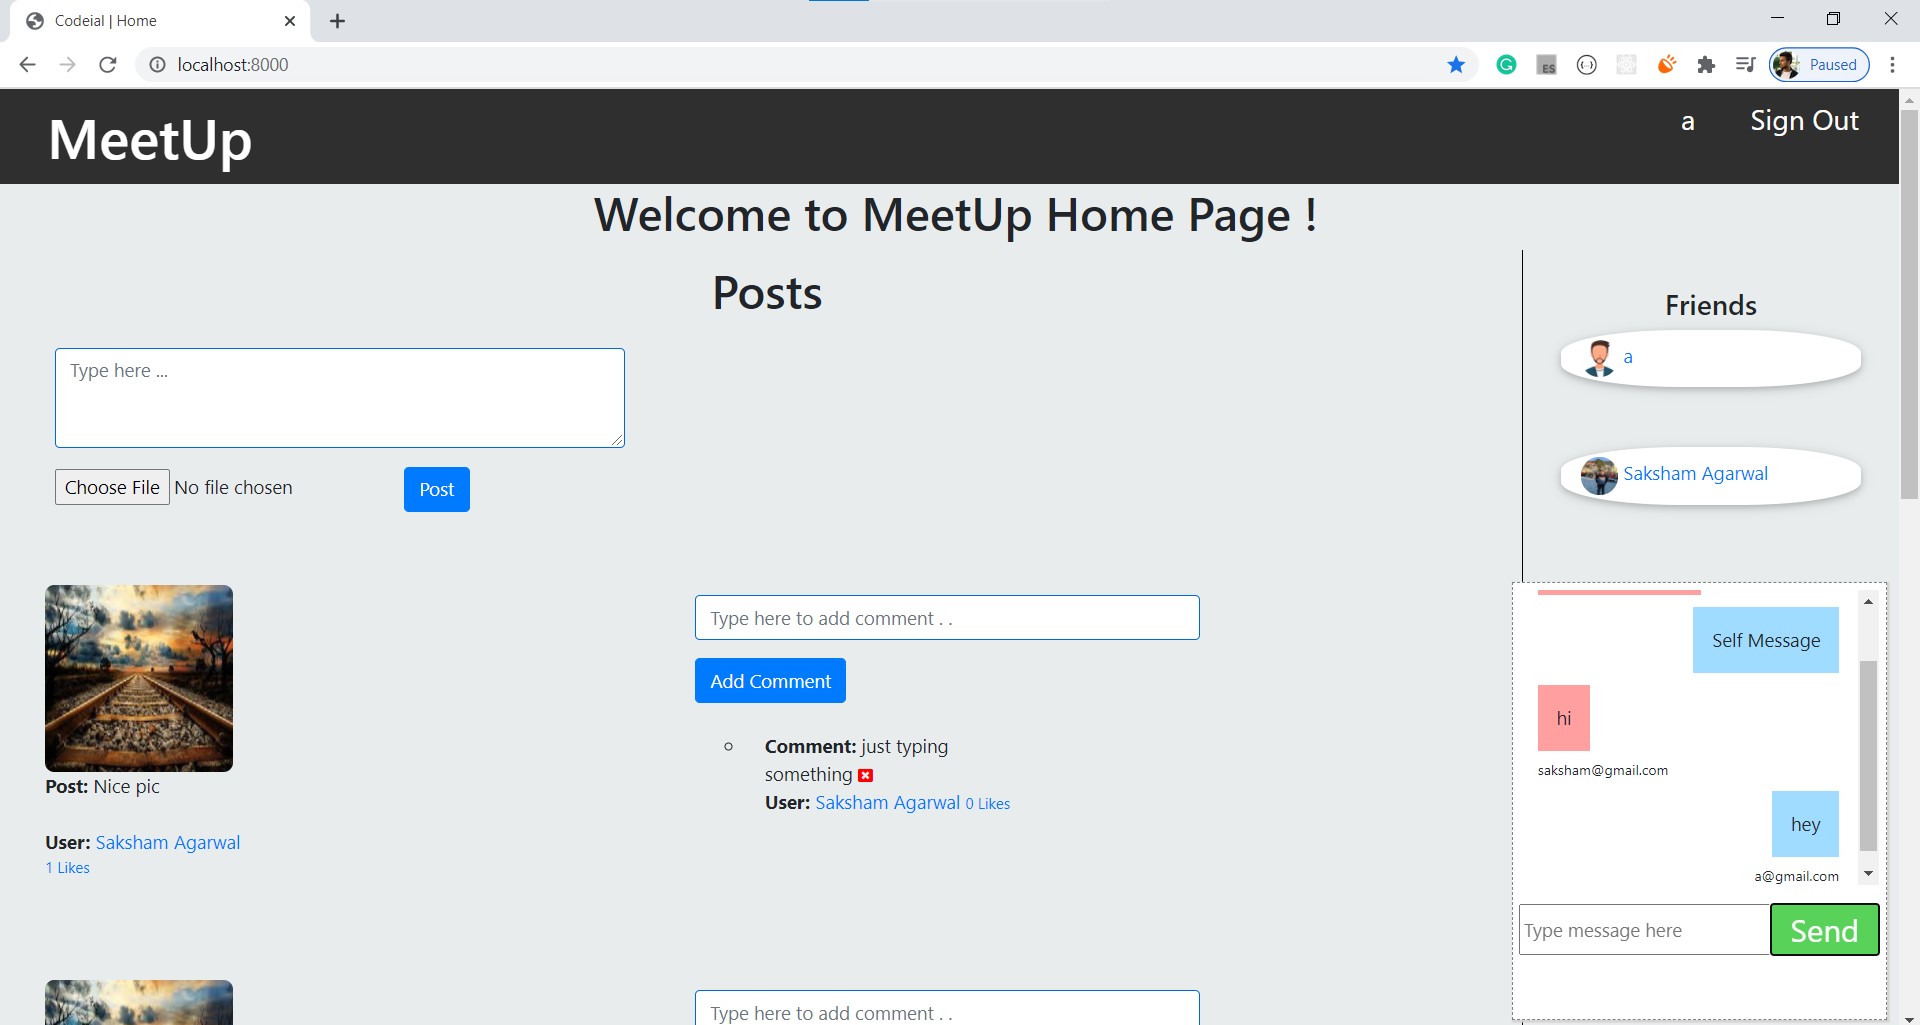 Codeial | Home
localhost:8000
ES
Paused
MeetUp
a
Sign Out
Welcome to MeetUp Home Page !
Posts
Type here ...
Choose File No file chosen
Post
Friends
a
Saksham Agarwal
Post: Nice pic
User: Saksham Agarwal
1 Likes
Type here to add comment . .
Add Comment
Comment: just typing
something
User: Saksham Agarwal 0 Likes
Type here to add comment . .
Self Message
hi
saksham@gmail.com
hey
a@gmail.com
Type message here
Send